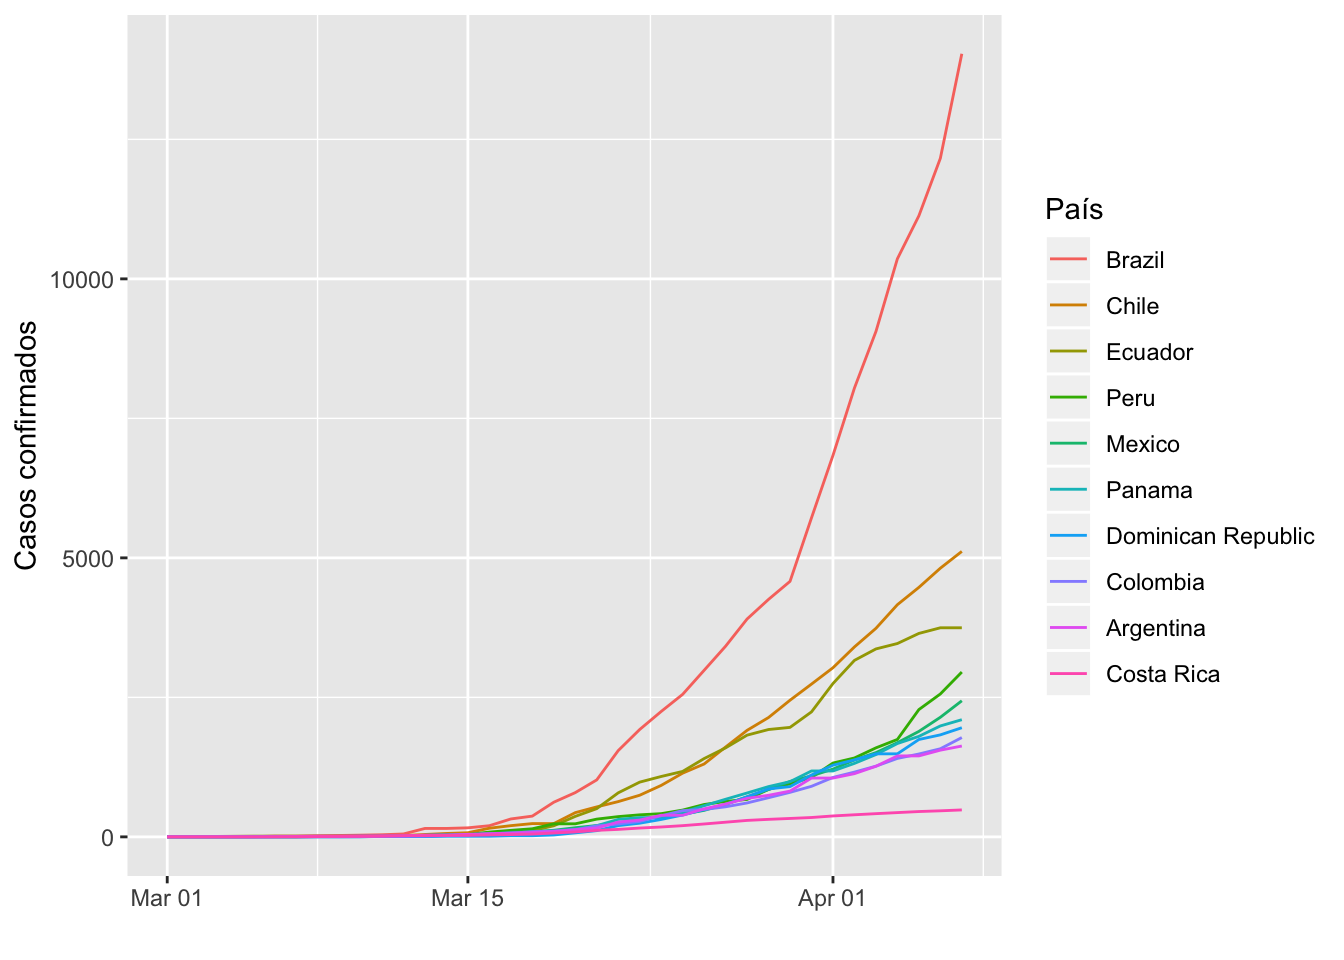 Casos confirmados
10000
5000
0
Mar 01
Mar 15
Apr 01
País
Brazil
Chile
Ecuador
Peru
Mexico
Panama
Dominican Republic
Colombia
Argentina
Costa Rica